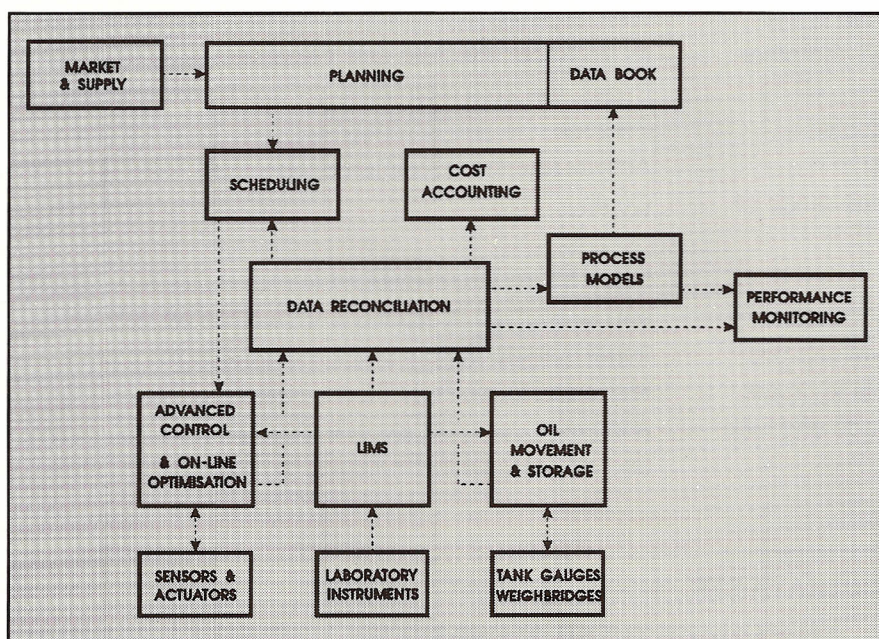 MARKET
& SUPPLY
PLANNING
DATA BOOK
SCHEDULING
COST
ACCOUNTING
PROCESS
MODELS
DATA RECONCILIATION
PERFORMANCE
MONITORING
ADVANCED
CONTROL
& ON-LINE
OPTIMISATION
LIMS
OIL
MOVEMENT
& STORAGE
SENSORS &
ACTUATORS
LABORATORY
INSTRUMENTS
TANK GAUGES
WEIGHBRIDGES